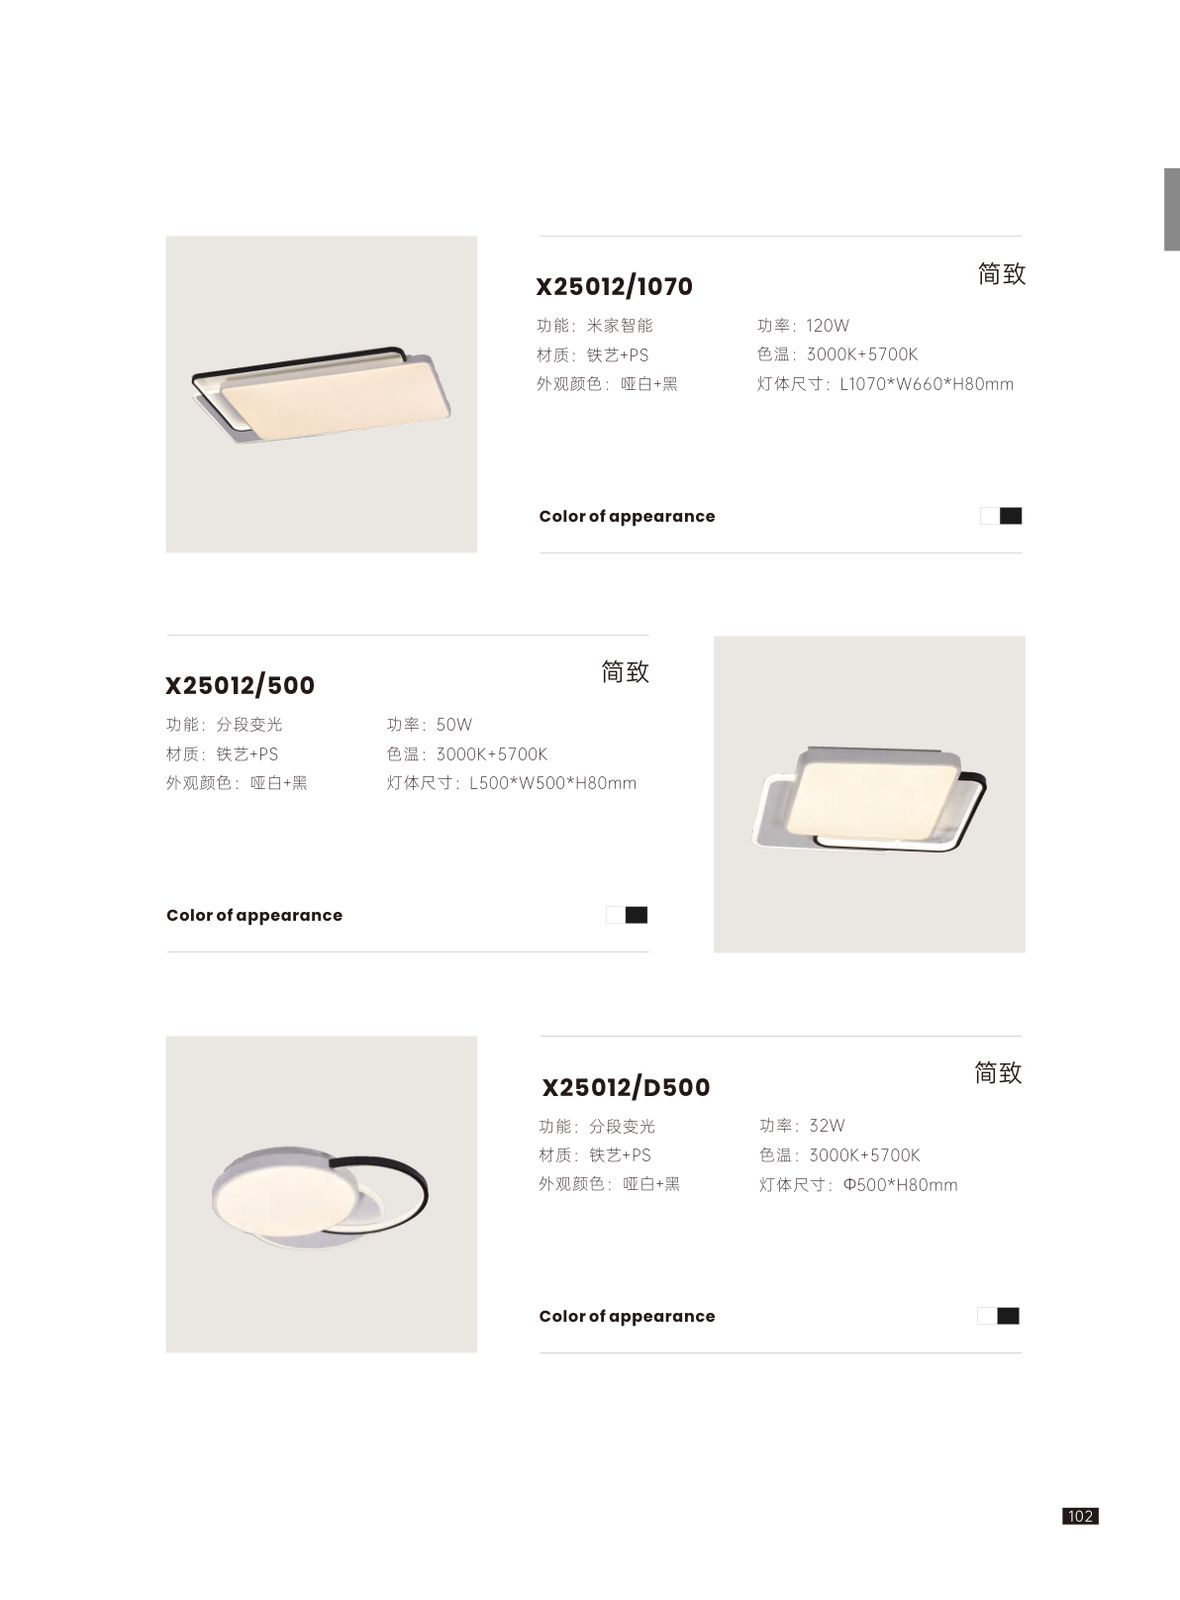 简致
X25012/1070
功能：米家智能
功率：120W
材质：铁艺+PS
色温：3000K+5700K
外观颜色：哑白+黑
灯体尺寸：L1070*W660*H80mm
Color of appearance
简致
X25012/500
功能：分段变光
功率：50W
材质：铁艺+PS
色温：3000K+5700K
外观颜色：哑白+黑
灯体尺寸：L500*W500*H80mm
Color of appearance
简致
X25012/D500
功能：分段变光
功率：32W
材质：铁艺+PS
色温：3000K+5700K
外观颜色：哑白+黑
灯体尺寸：Φ500*H80mm
Color of appearance
102